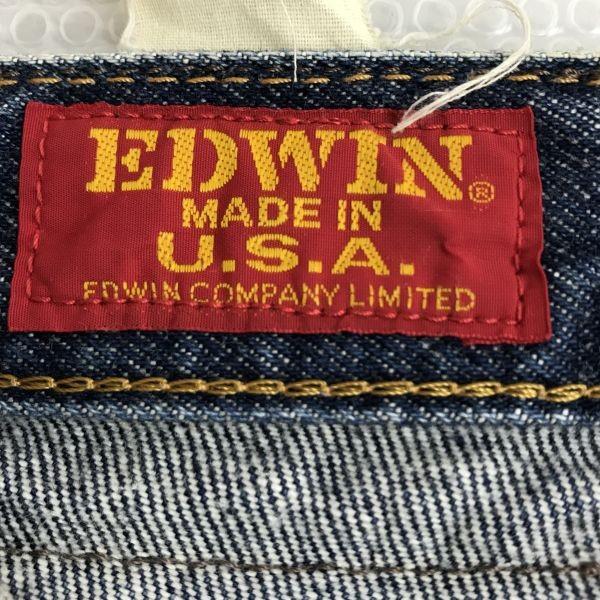 EDWIN®
MADE IN
U.S.A.
EDWIN COMPANY LIMITED